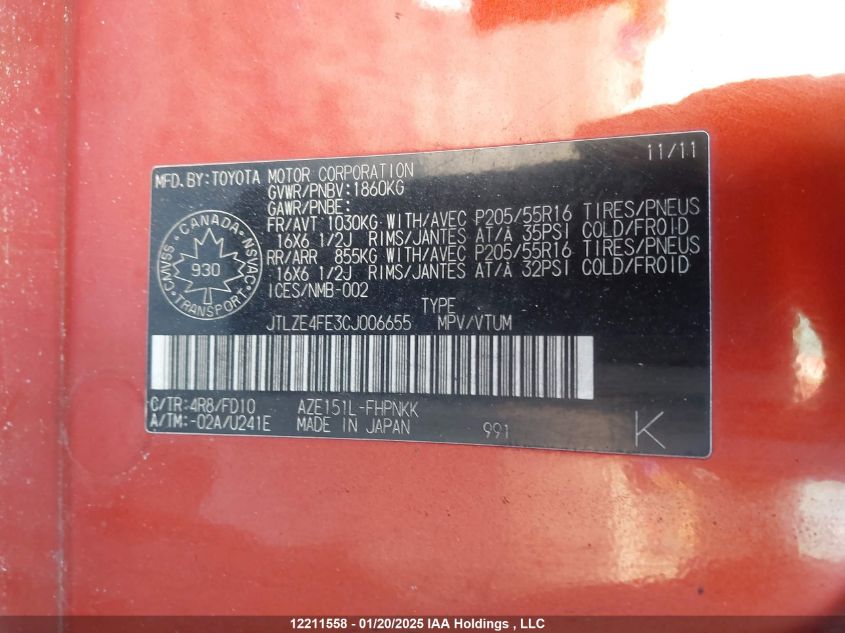 11/11
MFD.BY:TOYOTA MOTOR CORPORATION
GVWR/PNBV:1860KG
GAWR/PNBE:
FR/AVT 1030KG WITH/AVEC P205/55R16 TIRES/PNEUS
16X6 1/2J RIMS/JANTES AT/À 35PSI COLD/FROID
RR/ARR 855KG WITH/AVEC P205/55R16 TIRES/PNEUS
16X6 1/2J RIMS/JANTES AT/À 32PSI COLD/FROID
ICES/NMB-002
CANADA
CMVSS
930
NSVAC
TRANSPORT
TYPE
JTLZE4FE3CJ006655 MPV/VTUM
C/TR:4R8/FD10 AZE151L-FHPNKK
A/TM:-02A/U241E MADE IN JAPAN 991 K
12211558 - 01/20/2025 IAA Holdings , LLC